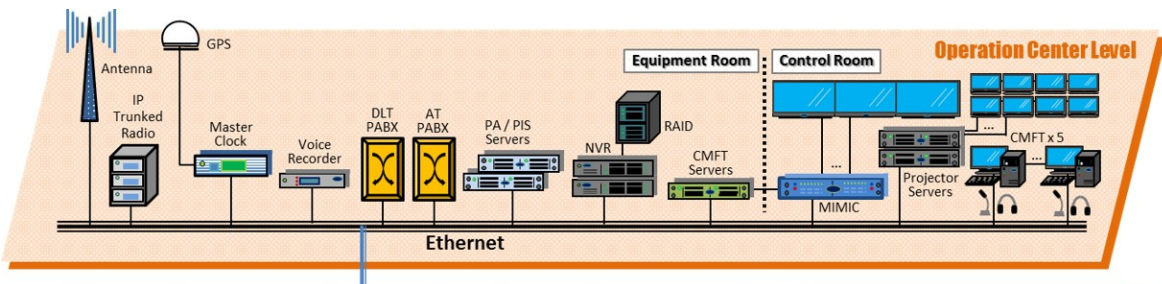 Operation Center Level
Equipment Room
Control Room
GPS
Antenna
IP
Trunked
Radio
Master
Clock
Voice
Recorder
DLT
PABX
AT
PABX
PA / PIS
Servers
NVR
RAID
CMFT
Servers
...
MIMIC
...
Projector
Servers
CMFT x 5
...
Ethernet